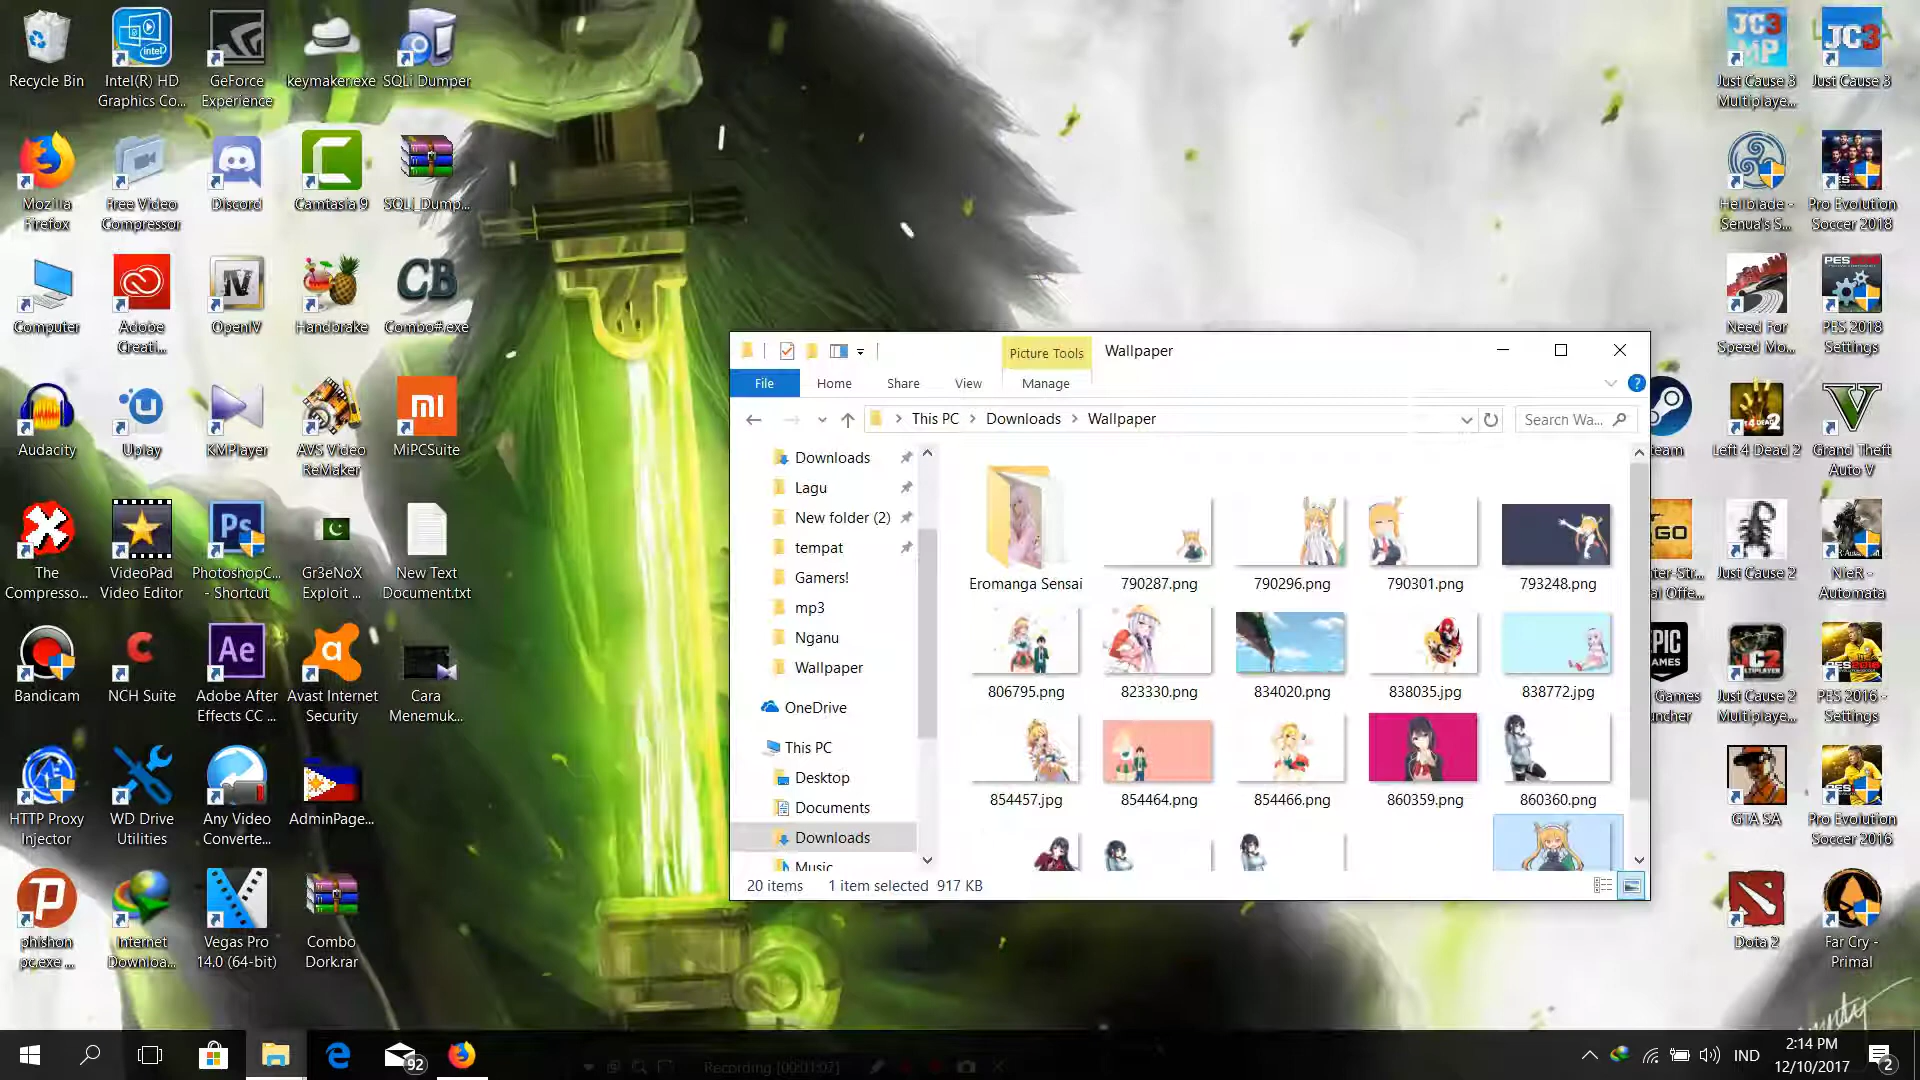 Recycle Bin
Intel(R) HD
Graphics Co...
GeForce
Experience
keymaker.exe
SQLi Dumper
Mozilla
Firefox
Free Video
Compressor
Discord
Camtasia 9
SQLi_Dump...
Computer
Adobe
Creati...
OpenIV
Handbrake
CB
Combo#.exe
Audacity
Uplay
KMPlayer
AVS Video
ReMaker
MiPCSuite
The
Compresso...
VideoPad
Video Editor
PhotoshopC...
- Shortcut
Gr3eNoX
Exploit ...
New Text
Document.txt
Bandicam
NCH Suite
Adobe After
Effects CC ...
Avast Internet
Security
Cara
Menemuk...
HTTP Proxy
Injector
WD Drive
Utilities
Any Video
Converte...
AdminPage...
phishon
pc.exe ...
Internet
Downloa...
Vegas Pro
14.0 (64-bit)
Combo
Dork.rar
Just Cause 3
Multiplaye...
Just Cause 3
Hellblade -
Senua's S...
Pro Evolution
Soccer 2018
Need For
Speed Mo...
PES 2018
Settings
Left 4 Dead 2
Grand Theft
Auto V
Just Cause 2
NieR -
Automata
Just Cause 2
Multiplaye...
PES 2016 -
Settings
GTA SA
Pro Evolution
Soccer 2016
Dota 2
Far Cry -
Primal
Picture Tools
Wallpaper
File
Home
Share
View
Manage
This PC
Downloads
Wallpaper
Search Wa...
Downloads
Lagu
New folder (2)
tempat
Gamers!
mp3
Nganu
Wallpaper
OneDrive
This PC
Desktop
Documents
Downloads
Music
Eromanga Sensai
790287.png
790296.png
790301.png
793248.png
806795.png
823330.png
834020.png
838035.jpg
838772.jpg
854457.jpg
854464.png
854466.png
860359.png
860360.png
20 items
1 item selected 917 KB
92
Recording [00:01:07]
IND
2:14 PM
12/10/2017
2